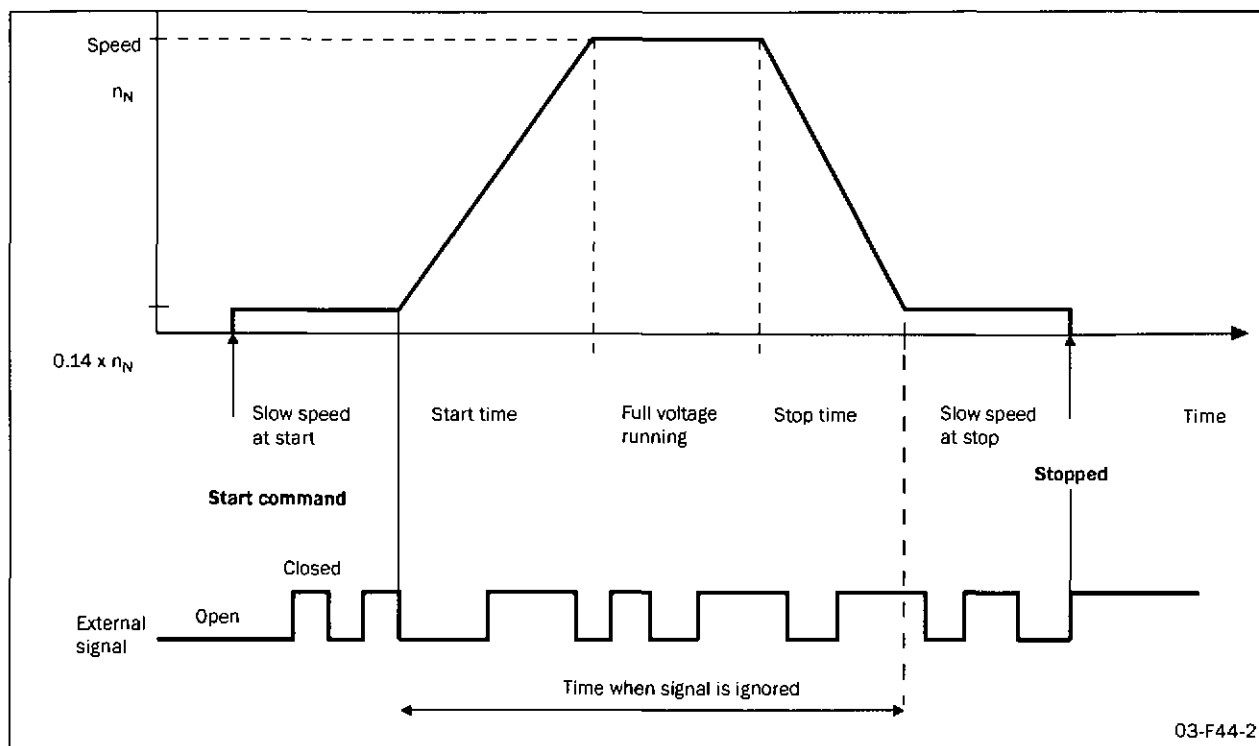 Speed
n_N
0.14 x n_N
Slow speed
at start
Start time
Full voltage
running
Stop time
Slow speed
at stop
Time
Start command
Stopped
Closed
Open
External
signal
Time when signal is ignored
03-F44-2